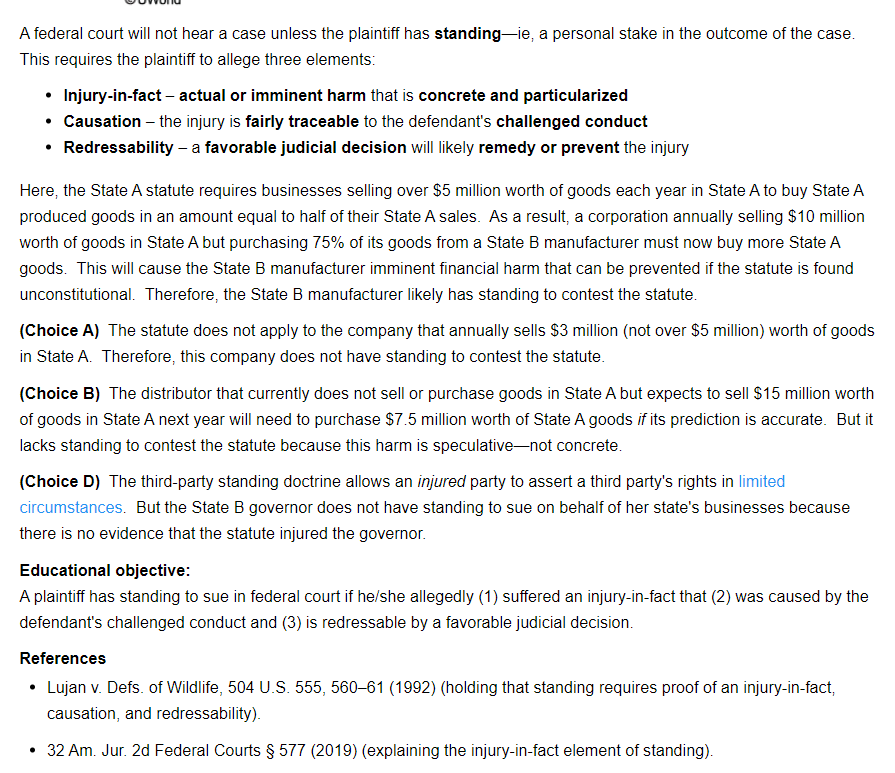 ©UWorld
A federal court will not hear a case unless the plaintiff has standing—ie, a personal stake in the outcome of the case.
This requires the plaintiff to allege three elements:
• Injury-in-fact – actual or imminent harm that is concrete and particularized
• Causation – the injury is fairly traceable to the defendant's challenged conduct
• Redressability – a favorable judicial decision will likely remedy or prevent the injury
Here, the State A statute requires businesses selling over $5 million worth of goods each year in State A to buy State A
produced goods in an amount equal to half of their State A sales. As a result, a corporation annually selling $10 million
worth of goods in State A but purchasing 75% of its goods from a State B manufacturer must now buy more State A
goods. This will cause the State B manufacturer imminent financial harm that can be prevented if the statute is found
unconstitutional. Therefore, the State B manufacturer likely has standing to contest the statute.
(Choice A) The statute does not apply to the company that annually sells $3 million (not over $5 million) worth of goods
in State A. Therefore, this company does not have standing to contest the statute.
(Choice B) The distributor that currently does not sell or purchase goods in State A but expects to sell $15 million worth
of goods in State A next year will need to purchase $7.5 million worth of State A goods if its prediction is accurate. But it
lacks standing to contest the statute because this harm is speculative—not concrete.
(Choice D) The third-party standing doctrine allows an injured party to assert a third party's rights in limited
circumstances. But the State B governor does not have standing to sue on behalf of her state's businesses because
there is no evidence that the statute injured the governor.
Educational objective:
A plaintiff has standing to sue in federal court if he/she allegedly (1) suffered an injury-in-fact that (2) was caused by the
defendant's challenged conduct and (3) is redressable by a favorable judicial decision.
References
• Lujan v. Defs. of Wildlife, 504 U.S. 555, 560–61 (1992) (holding that standing requires proof of an injury-in-fact,
causation, and redressability).
• 32 Am. Jur. 2d Federal Courts § 577 (2019) (explaining the injury-in-fact element of standing).